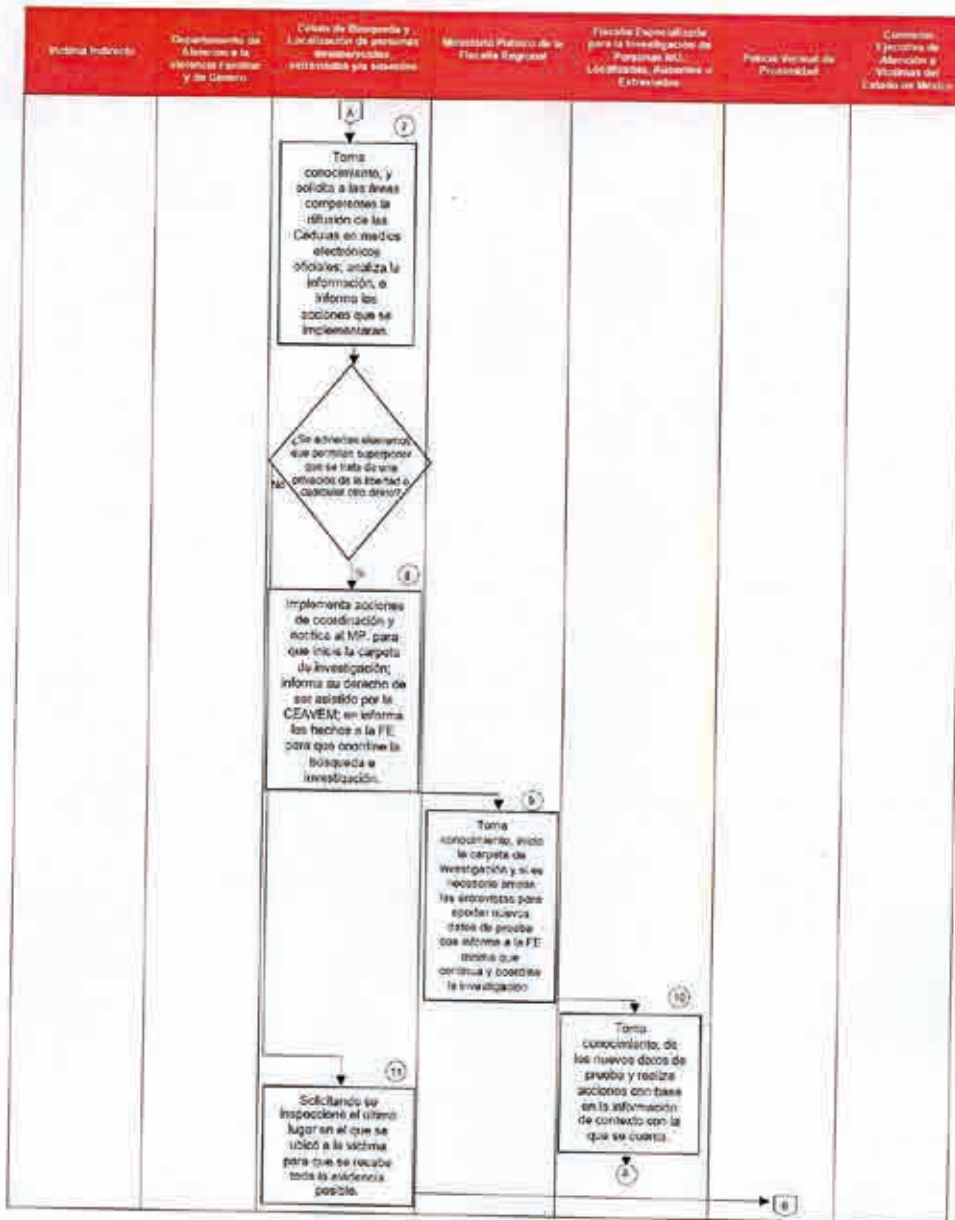 Víctima Indirecta
Departamento de
Atención a la
Violencia Familiar
y de Género
Célula de Búsqueda y
Localización de personas
extraviadas y/o ausentes
Ministerio Público de la
Fiscalía Regional
Fiscalía Especializada
para la Investigación de
Personas NO
Localizadas, Ausentes o
Extraviadas
Policía Vecinal de
Proximidad
Comisión
Ejecutiva de
Atención a
Víctimas del
Estado de México
A
7
Toma
conocimiento, y
solicita a las áreas
competentes la
difusión de las
Cédulas en medios
electrónicos
oficiales; analiza la
información, e
informa las
acciones que se
implementaran.
¿Se advierten elementos
que permitan superponer
que se trata de una
privación de la libertad o
cualquier otro delito?
No
8
Implementa acciones
de coordinación y
notifica al MP, para
que inicie la carpeta
de investigación;
informa su derecho de
ser asistido por la
CEAVEM; en informa
los hechos a la FE
para que coordine la
búsqueda e
investigación.
9
Toma
conocimiento, inicio
la carpeta de
investigación y si es
necesario amplía
las entrevistas para
aportar nuevos
datos de prueba
que informe a la FE
misma que
continua y coordine
la investigación
10
Toma
conocimiento, de
los nuevos datos de
prueba y realiza
acciones con base
en la información
de contexto con la
que se cuenta.
11
Solicitando se
inspeccione el ultimo
lugar en el que se
ubicó a la víctima
para que se recabe
toda la evidencia
posible.